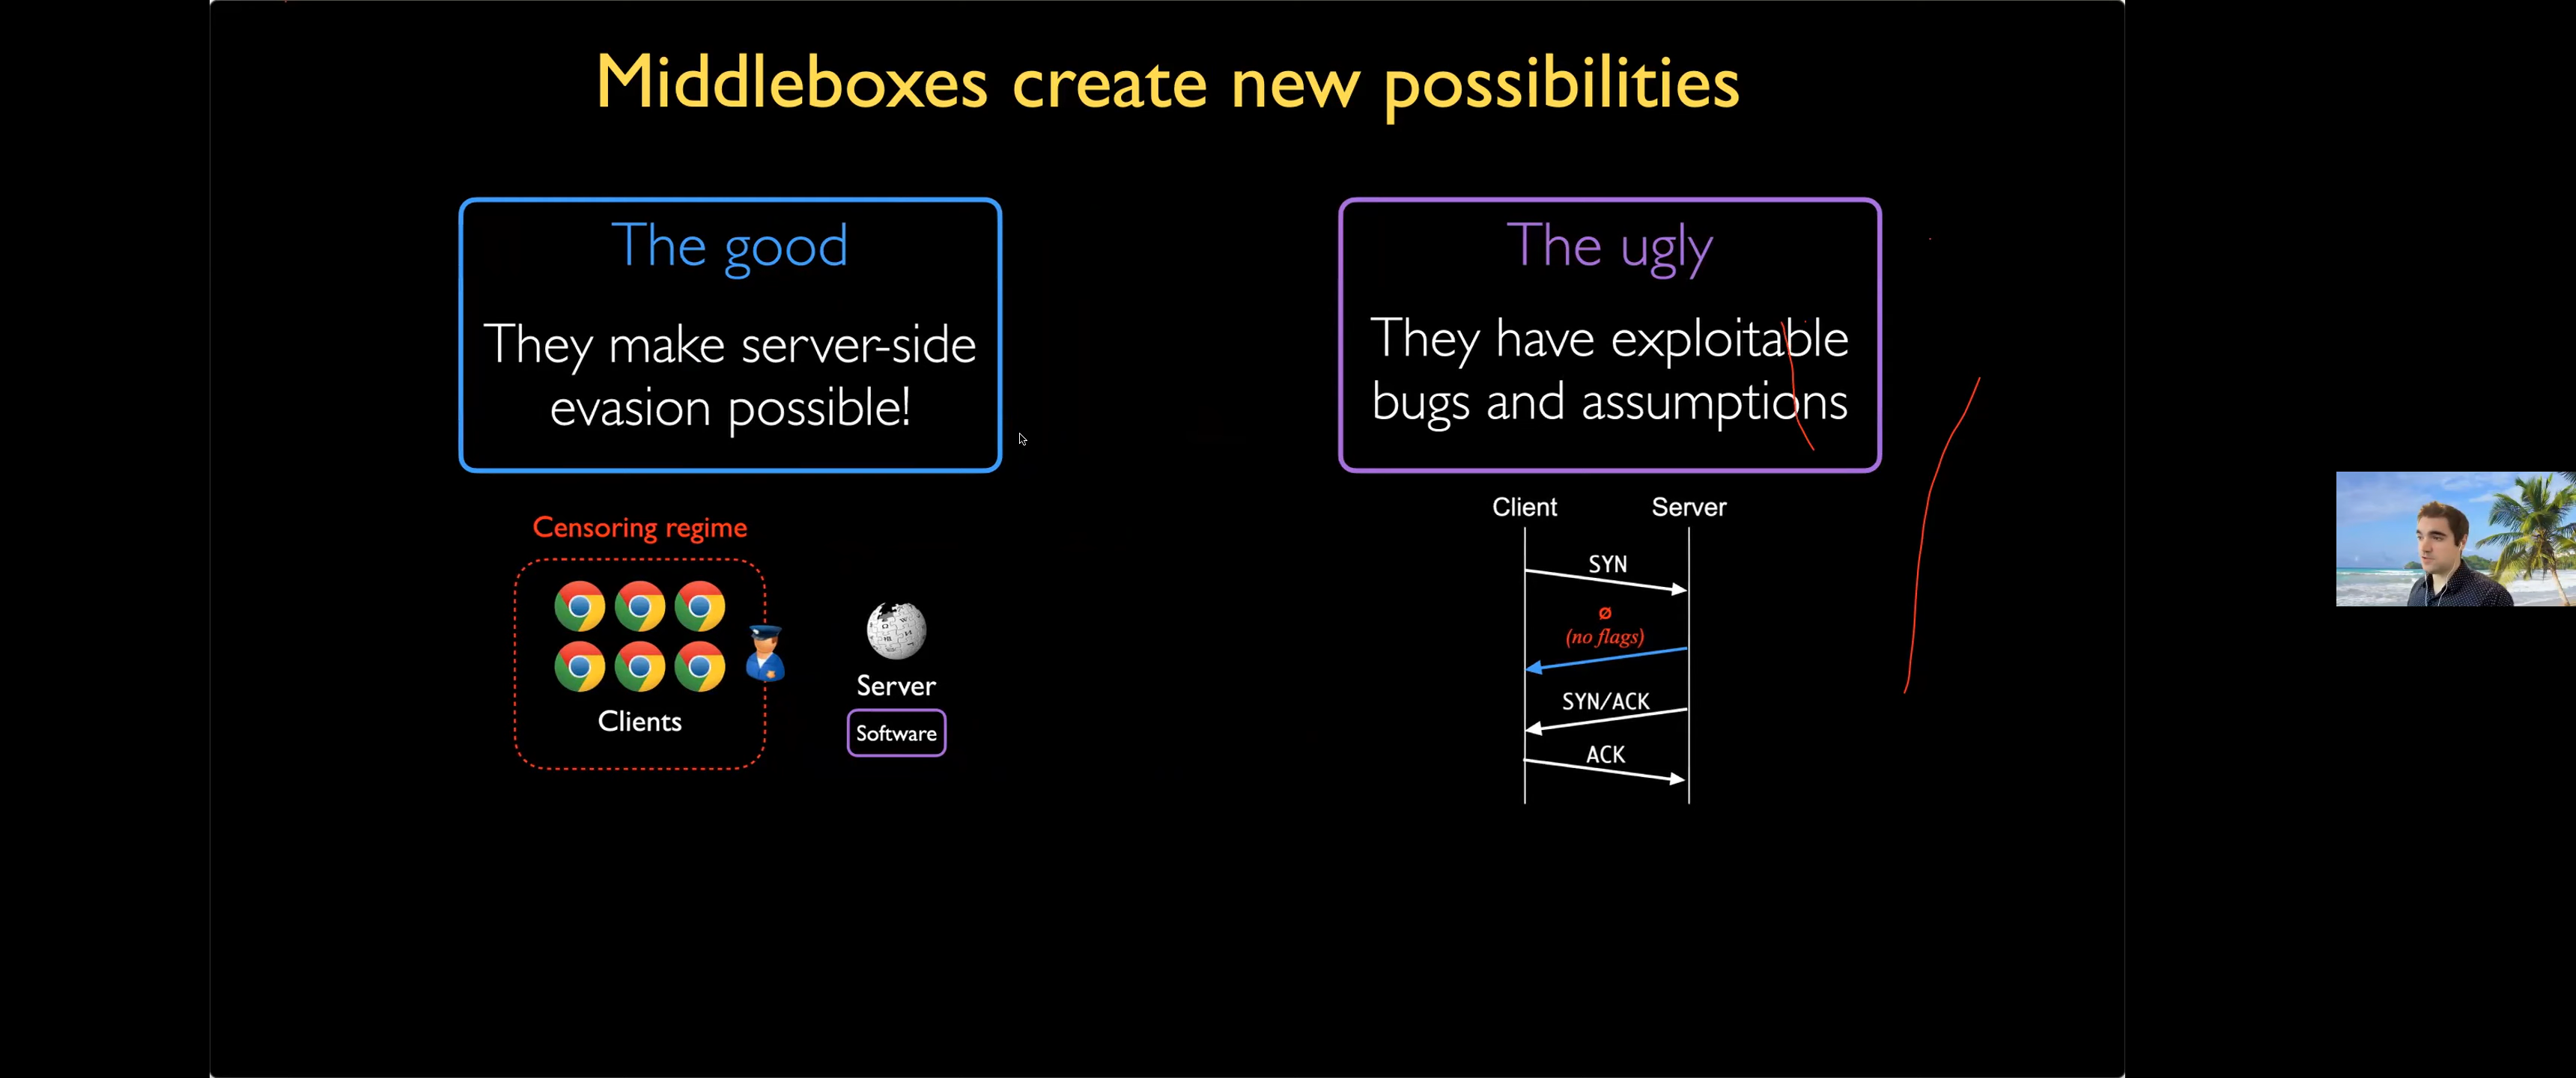 Middleboxes create new possibilities
The good
They make server-side
evasion possible!
Censoring regime
Clients
Server
Software
The ugly
They have exploitable
bugs and assumptions
Client
Server
SYN
ø
(no flags)
SYN/ACK
ACK